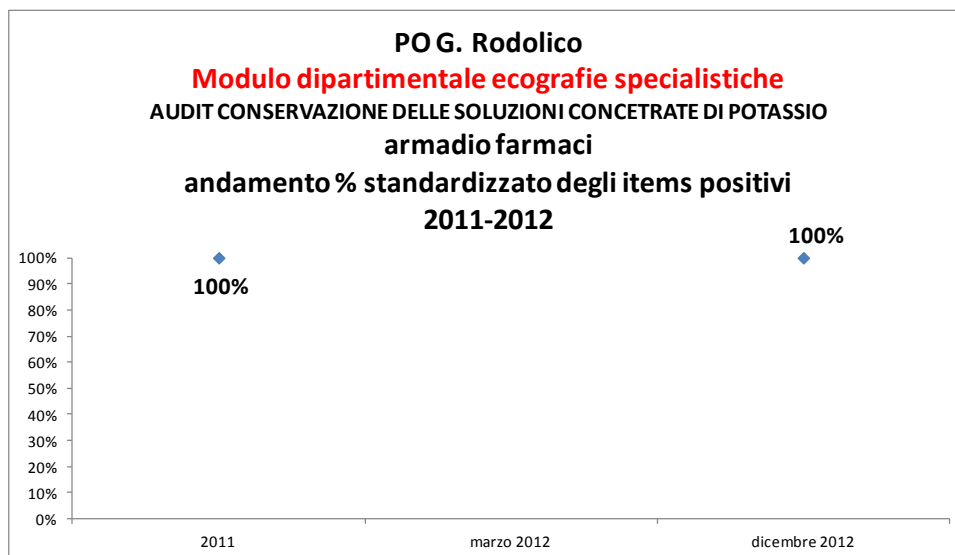 PO G. Rodolico
Modulo dipartimentale ecografie specialistiche
AUDIT CONSERVAZIONE DELLE SOLUZIONI CONCETRATE DI POTASSIO
armadio farmaci
andamento % standardizzato degli items positivi
2011-2012
100%
100%
100%
90%
80%
70%
60%
50%
40%
30%
20%
10%
0%
2011
marzo 2012
dicembre 2012